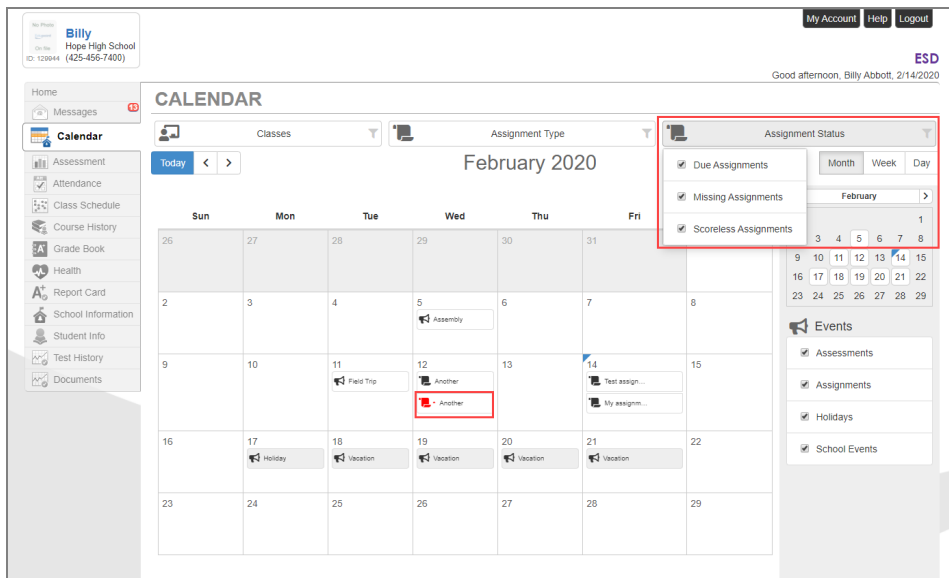 No Photo
On file
ID: 129044
Billy
Hope High School
(425-456-7400)
My Account Help Logout
ESD
Good afternoon, Billy Abbott, 2/14/2020
Home
Messages 13
Calendar
Assessment
Attendance
Class Schedule
Course History
Grade Book
Health
Report Card
School Information
Student Info
Test History
Documents
CALENDAR
Classes Assignment Type Assignment Status
Today < > February 2020 Month Week Day
Due Assignments
Missing Assignments
Scoreless Assignments
Sun Mon Tue Wed Thu Fri
26 27 28 29 30 31
2 3 4 5 6 7 8
Assembly
9 10 11 12 13 14 15
Field Trip Another Test assign...
* Another My assignm...
16 17 18 19 20 21 22
Holiday Vacation Vacation Vacation Vacation
23 24 25 26 27 28 29
February >
1
3 4 5 6 7 8
9 10 11 12 13 14 15
16 17 18 19 20 21 22
23 24 25 26 27 28 29
Events
Assessments
Assignments
Holidays
School Events